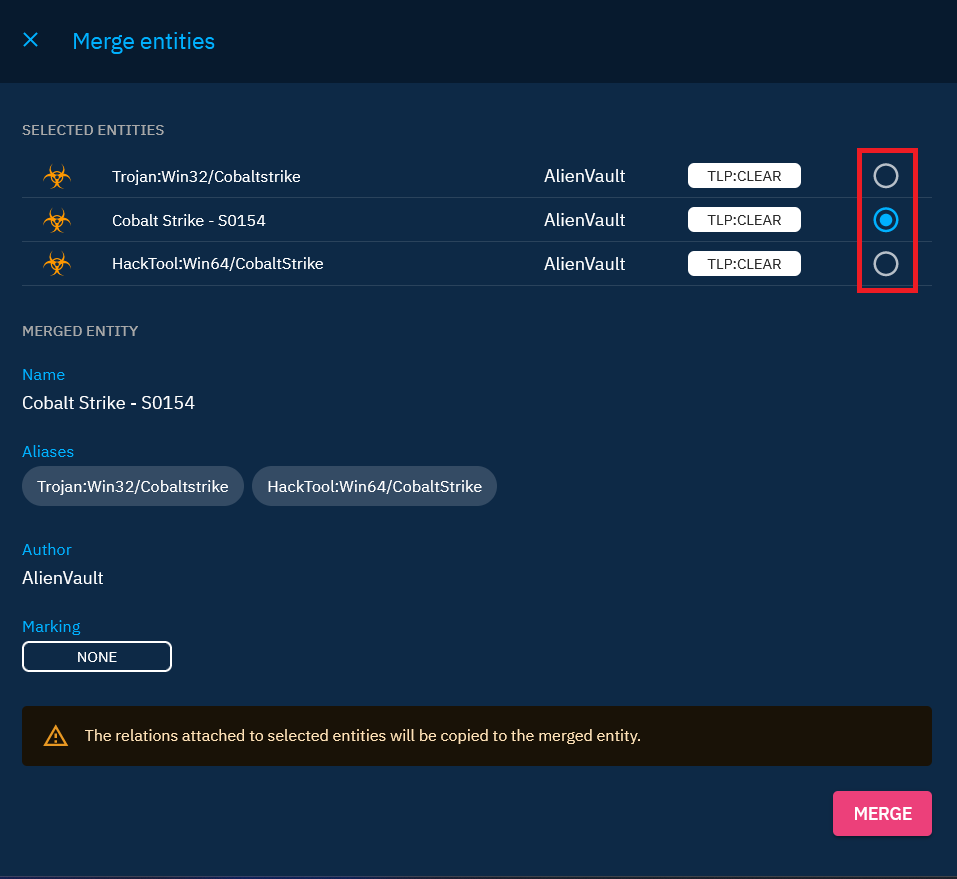 Merge entities
SELECTED ENTITIES
Trojan:Win32/Cobaltstrike AlienVault TLP:CLEAR
Cobalt Strike - S0154 AlienVault TLP:CLEAR
HackTool:Win64/CobaltStrike AlienVault TLP:CLEAR
MERGED ENTITY
Name
Cobalt Strike - S0154
Aliases
Trojan:Win32/Cobaltstrike HackTool:Win64/CobaltStrike
Author
AlienVault
Marking
NONE
The relations attached to selected entities will be copied to the merged entity.
MERGE